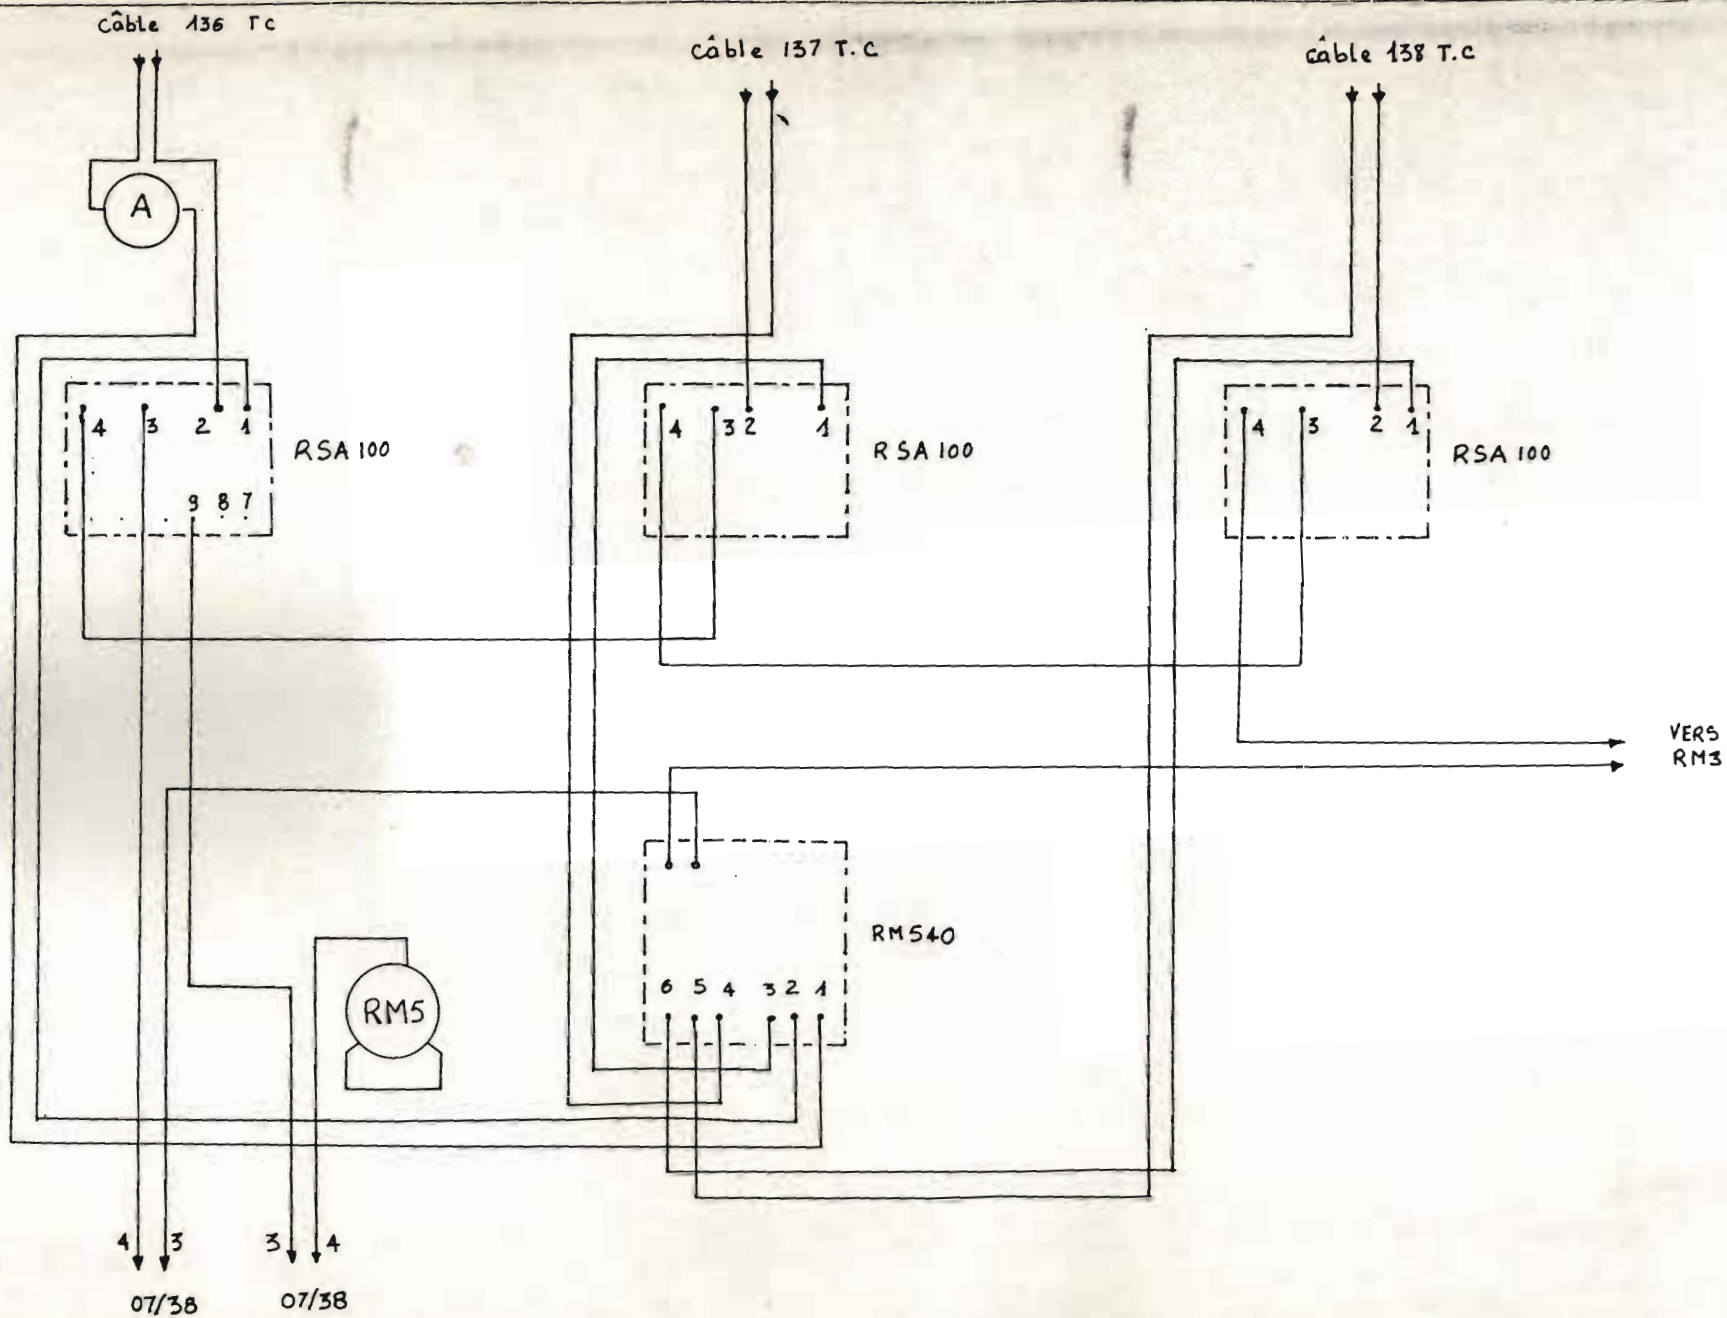 Câble 136 TC
Câble 137 T.C
Câble 138 T.C
A
4 3 2 1
RSA 100
9 8 7
4 3 2 1
RSA 100
4 3 2 1
RSA 100
VERS
RM3
RM540
6 5 4 3 2 1
RM5
4 3
3 4
07/38
07/38